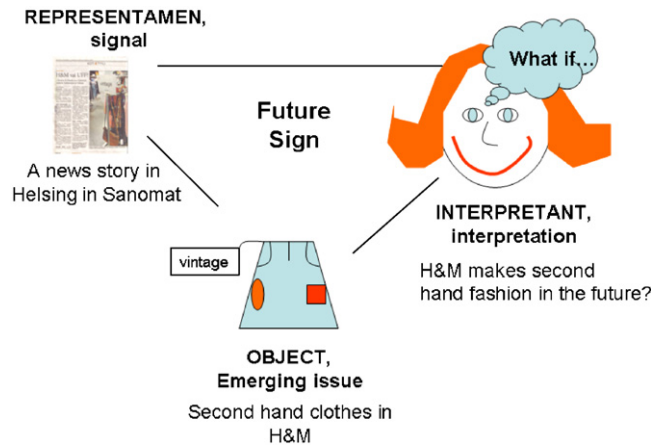 REPRESENTAMEN,
signal
A news story in
Helsing in Sanomat
Future
Sign
What if...
INTERPRETANT,
interpretation
H&M makes second
hand fashion in the future?
vintage
OBJECT,
Emerging issue
Second hand clothes in
H&M